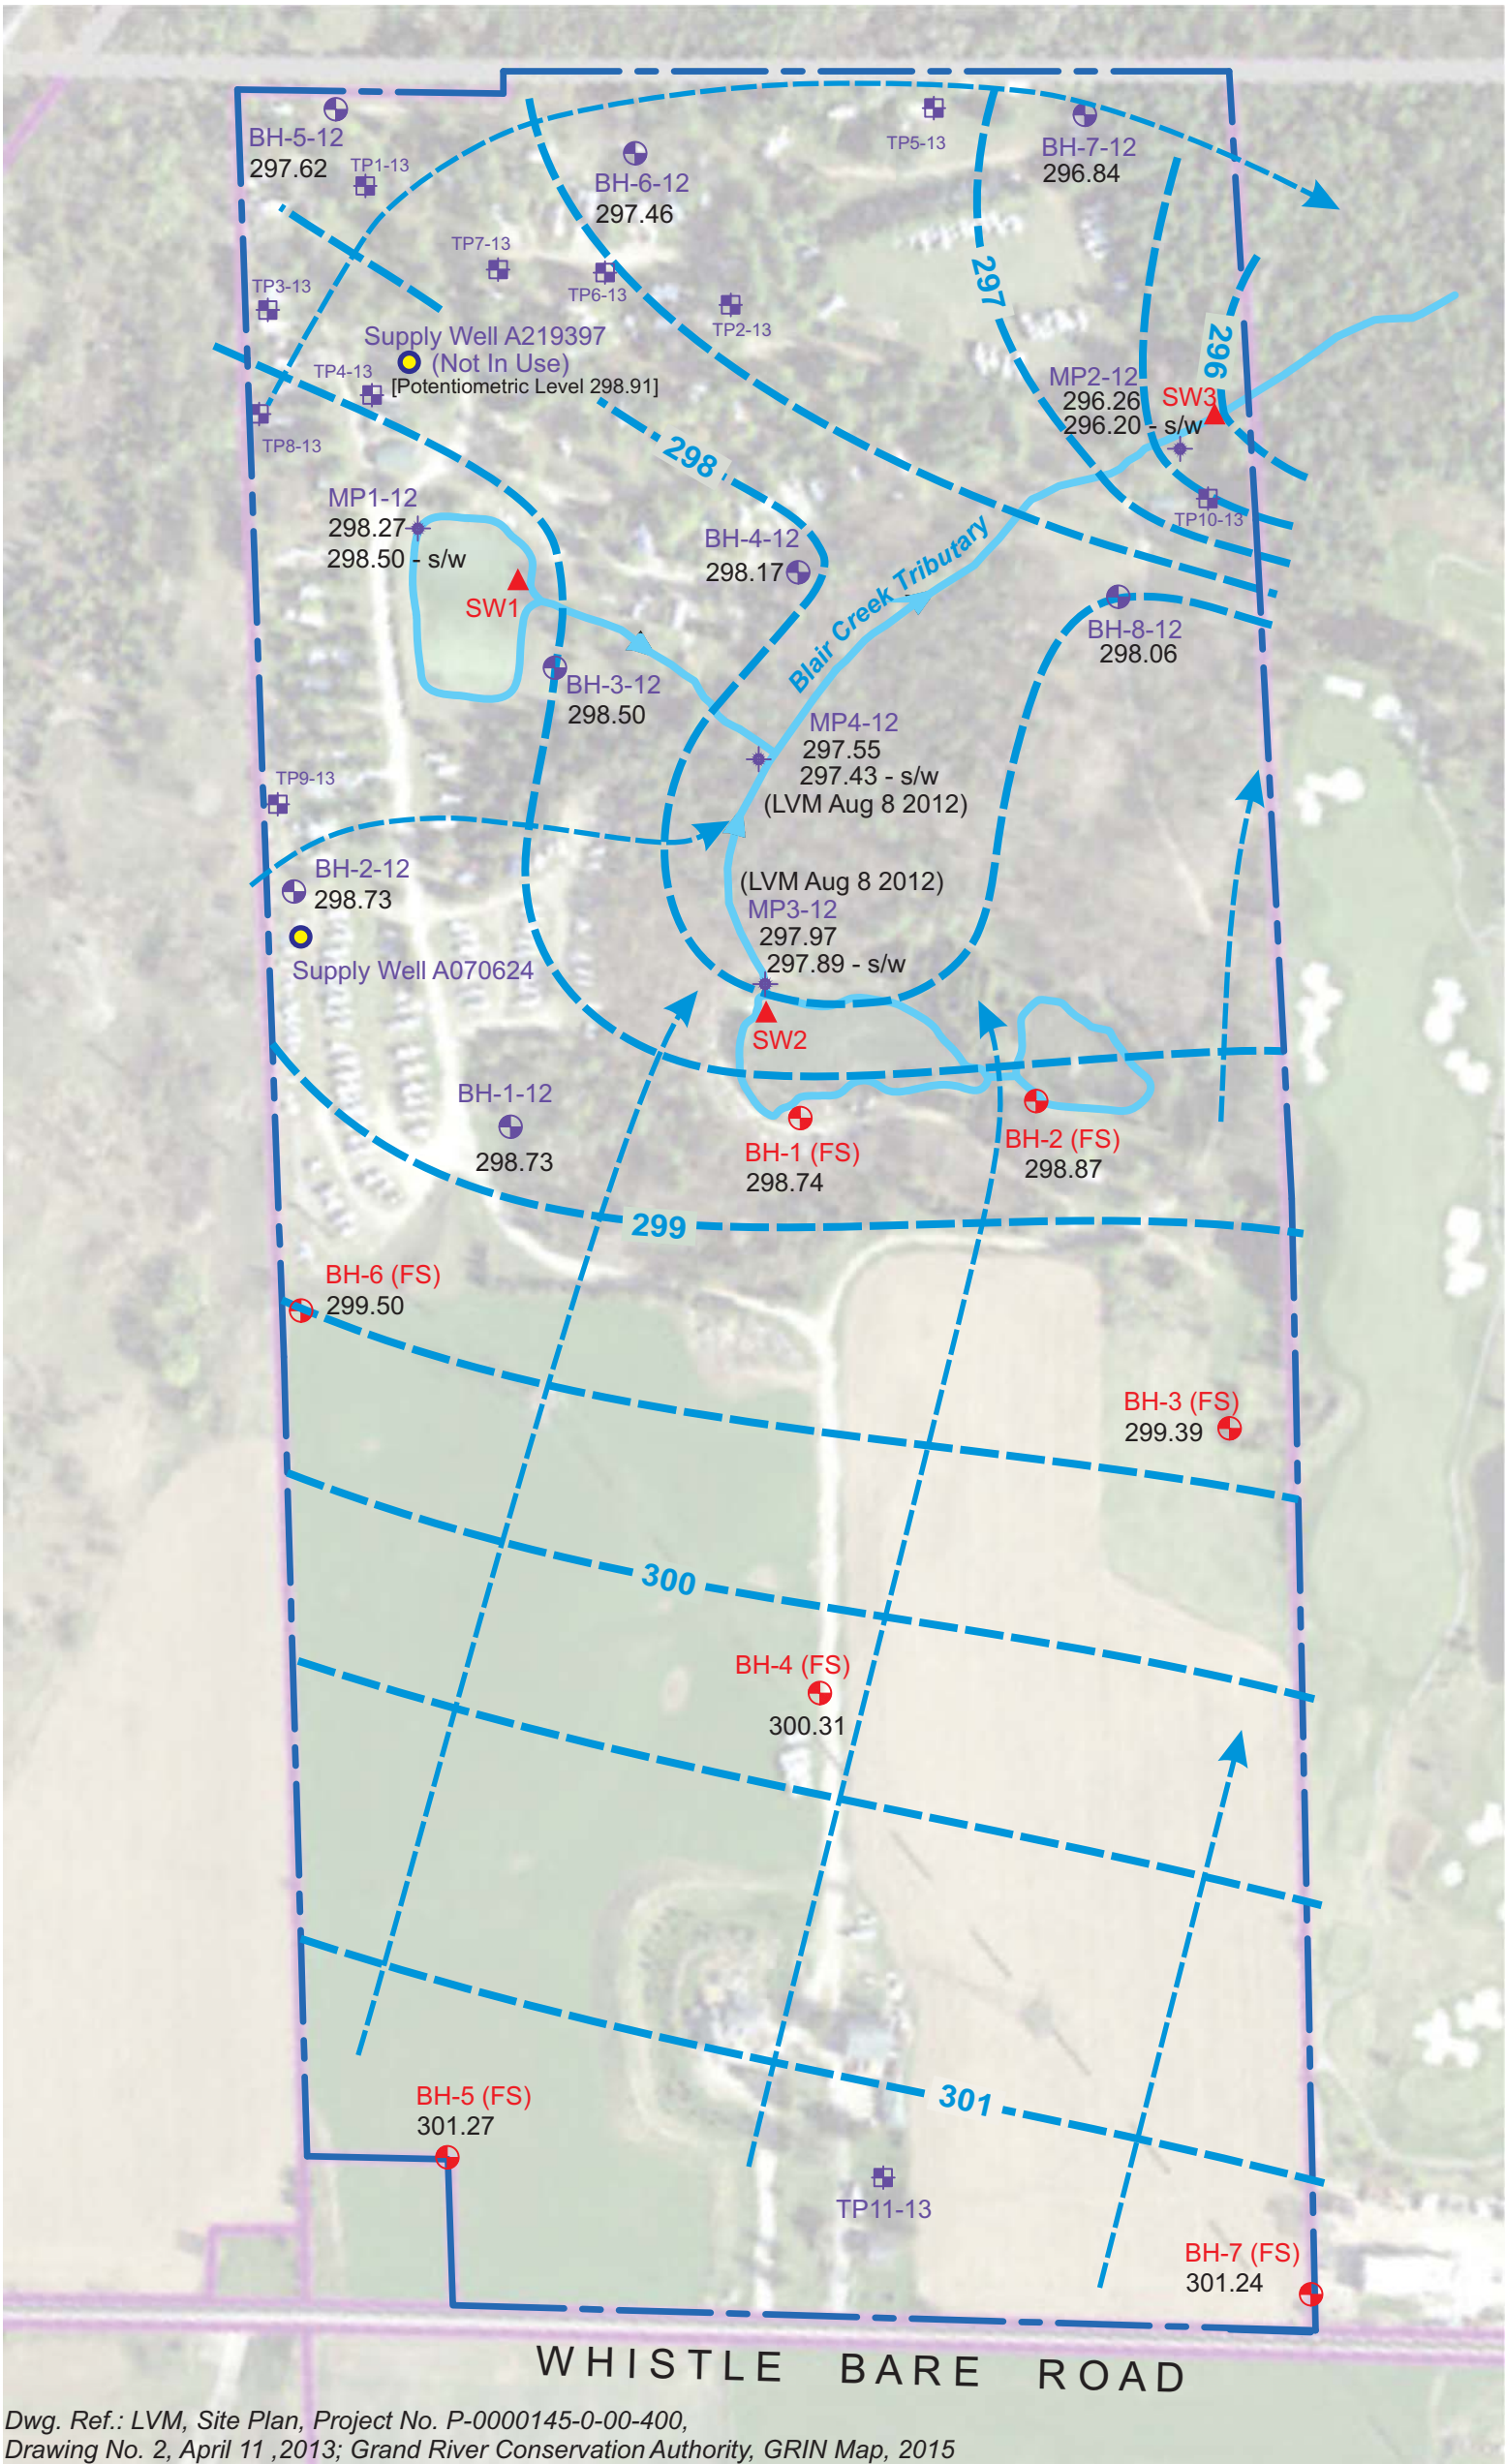 BH-5-12
297.62
TP1-13
BH-6-12
297.46
TP5-13
BH-7-12
296.84
TP7-13
TP6-13
TP2-13
TP3-13
297
296
Supply Well A219397
(Not In Use)
[Potentiometric Level 298.91]
TP4-13
TP8-13
MP2-12
296.26
296.20 - s/w
SW3
TP10-13
298
MP1-12
298.27
298.50 - s/w
SW1
BH-4-12
298.17
Blair Creek Tributary
BH-8-12
298.06
BH-3-12
298.50
MP4-12
297.55
297.43 - s/w
(LVM Aug 8 2012)
TP9-13
BH-2-12
298.73
Supply Well A070624
(LVM Aug 8 2012)
MP3-12
297.97
297.89 - s/w
SW2
BH-1-12
298.73
BH-1 (FS)
298.74
BH-2 (FS)
298.87
299
BH-6 (FS)
299.50
BH-3 (FS)
299.39
300
BH-4 (FS)
300.31
301
BH-5 (FS)
301.27
TP11-13
BH-7 (FS)
301.24
WHISTLE BARE ROAD
Dwg. Ref.: LVM, Site Plan, Project No. P-0000145-0-00-400,
Drawing No. 2, April 11 ,2013; Grand River Conservation Authority, GRIN Map, 2015